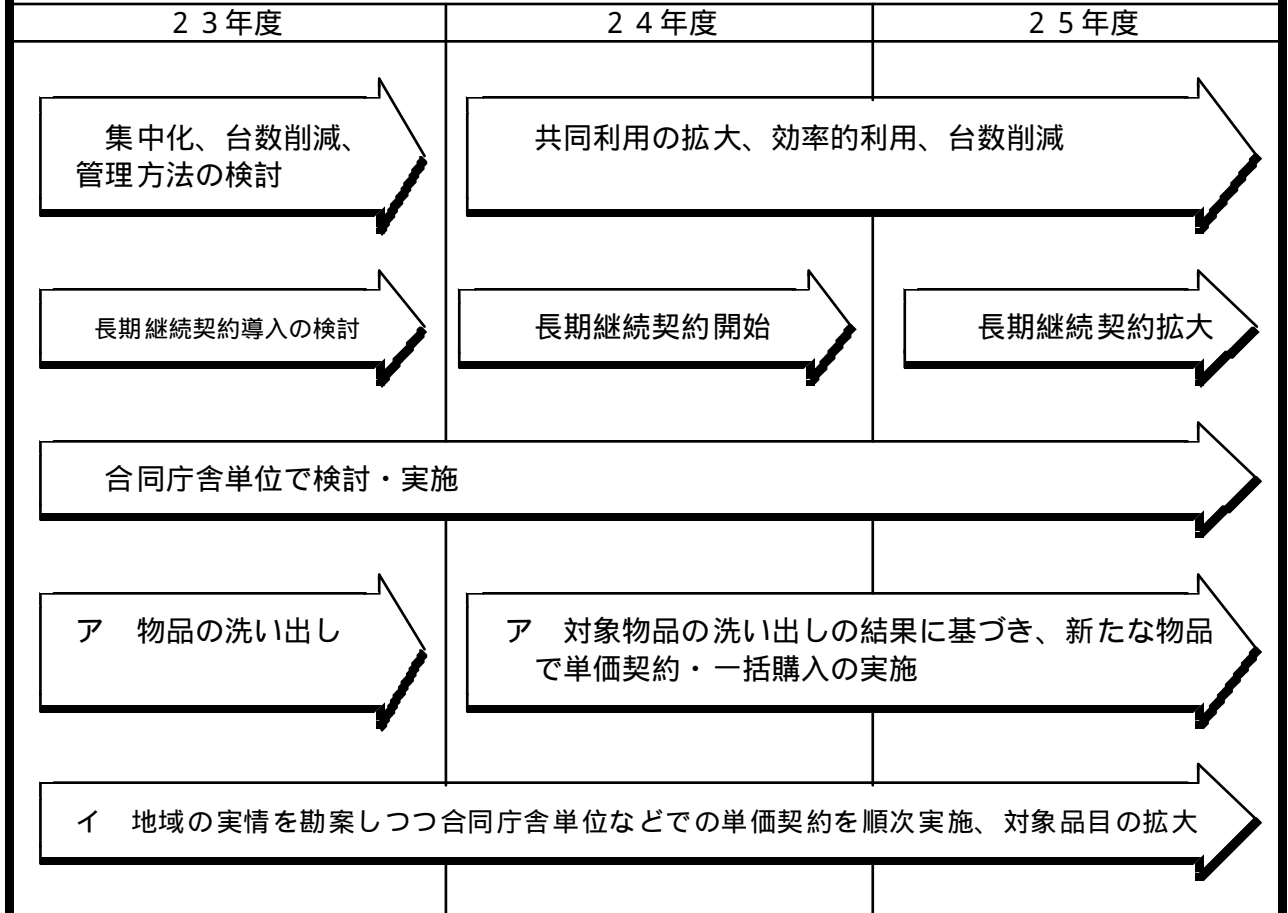 ２３年度
２４年度
２５年度
集中化、台数削減、
管理方法の検討
共同利用の拡大、効率的利用、台数削減
長期継続契約導入の検討
長期継続契約開始
長期継続契約拡大
合同庁舎単位で検討・実施
ア　物品の洗い出し
ア　対象物品の洗い出しの結果に基づき、新たな物品
で単価契約・一括購入の実施
イ　地域の実情を勘案しつつ合同庁舎単位などでの単価契約を順次実施、対象品目の拡大